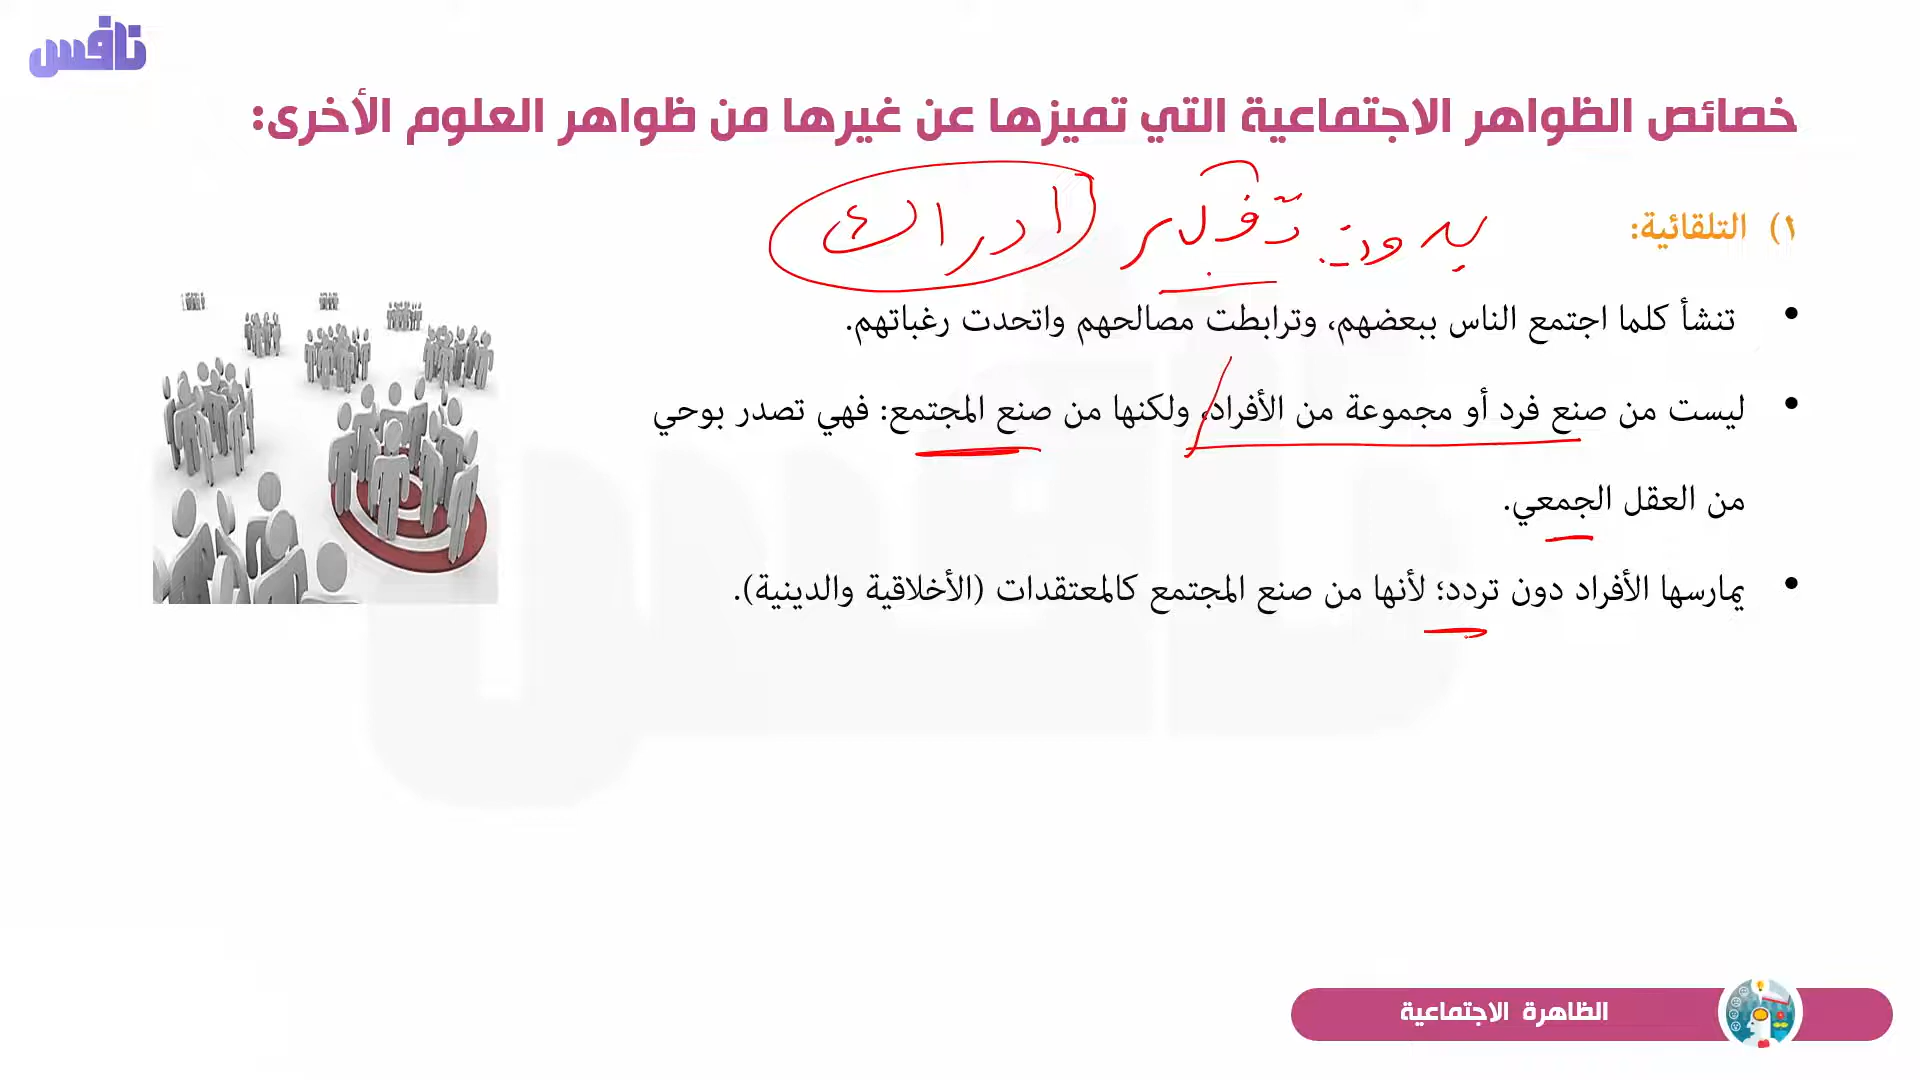 نافس
خصائص الظواهر الاجتماعية التي تميزها عن غيرها من ظواهر العلوم الأخرى:
١) التلقائية:
بدون تفكير ادراك
• تنشأ كلما اجتمع الناس ببعضهم، وترابطت مصالحهم واتحدت رغباتهم.
• ليست من صنع فرد أو مجموعة من الأفراد، ولكنها من صنع المجتمع: فهي تصدر بوحي
من العقل الجمعي.
• يمارسها الأفراد دون تردد؛ لأنها من صنع المجتمع كالمعتقدات (الأخلاقية والدينية).
الظاهرة الاجتماعية